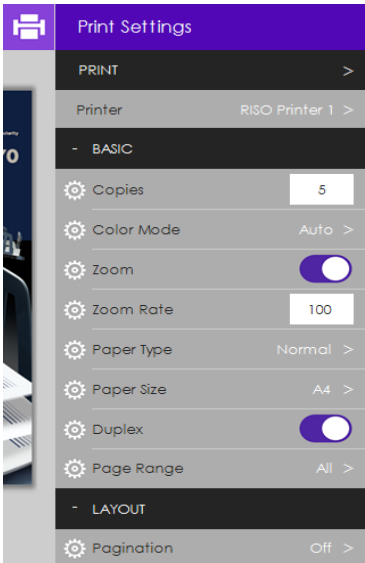 Print Settings
PRINT >
Printer RISO Printer 1 >
- BASIC
Copies 5
Color Mode Auto >
Zoom
Zoom Rate 100
Paper Type Normal >
Paper Size A4 >
Duplex
Page Range All >
- LAYOUT
Pagination Off >